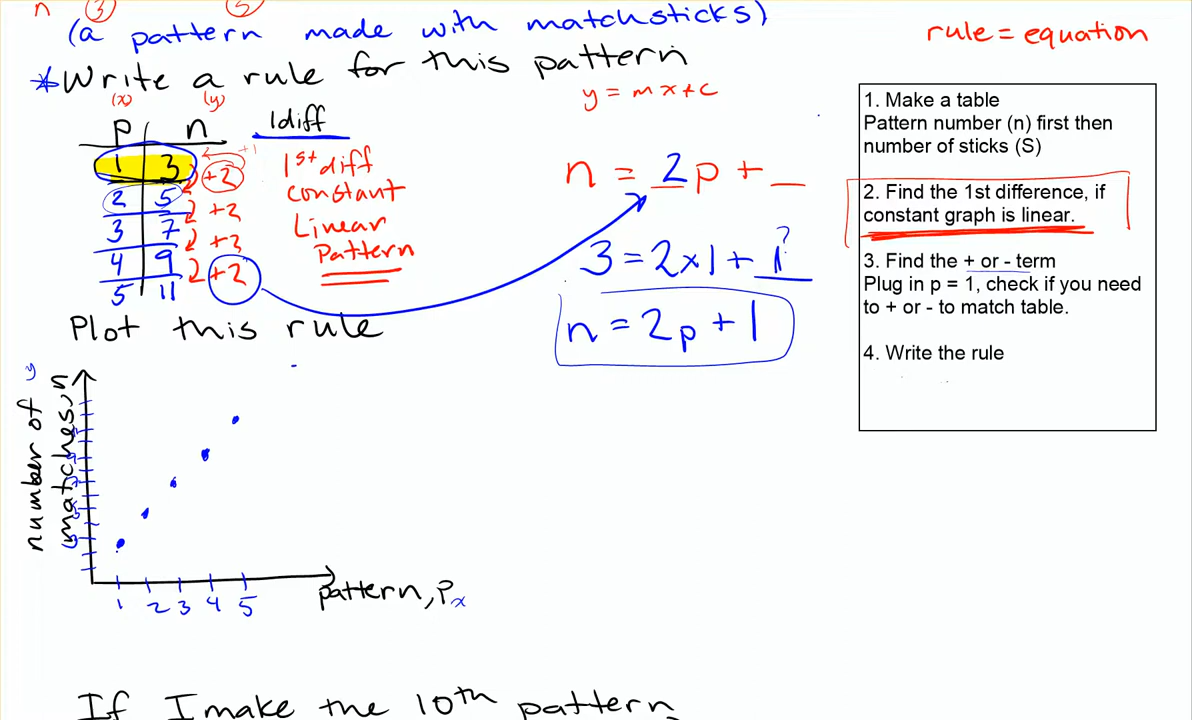 n 3 5
(a pattern made with matchsticks)
rule = equation
*Write a rule for this pattern
y = mx+c
(x) (y)
P n 1diff
1 3 +2 +1
2 5 +2
3 7 +2
4 9 +2
5 11
1st diff
constant
Linear
Pattern
n = 2p + _
3 = 2x1 + 1 ?
n = 2p + 1
1. Make a table
Pattern number (n) first then
number of sticks (S)
2. Find the 1st difference, if
constant graph is linear.
3. Find the + or - term
Plug in p = 1, check if you need
to + or - to match table.
4. Write the rule
Plot this rule
y
number of
matches, n
3 5 7 9
1 2 3 4 5
pattern, P x
If I make the 10th pattern